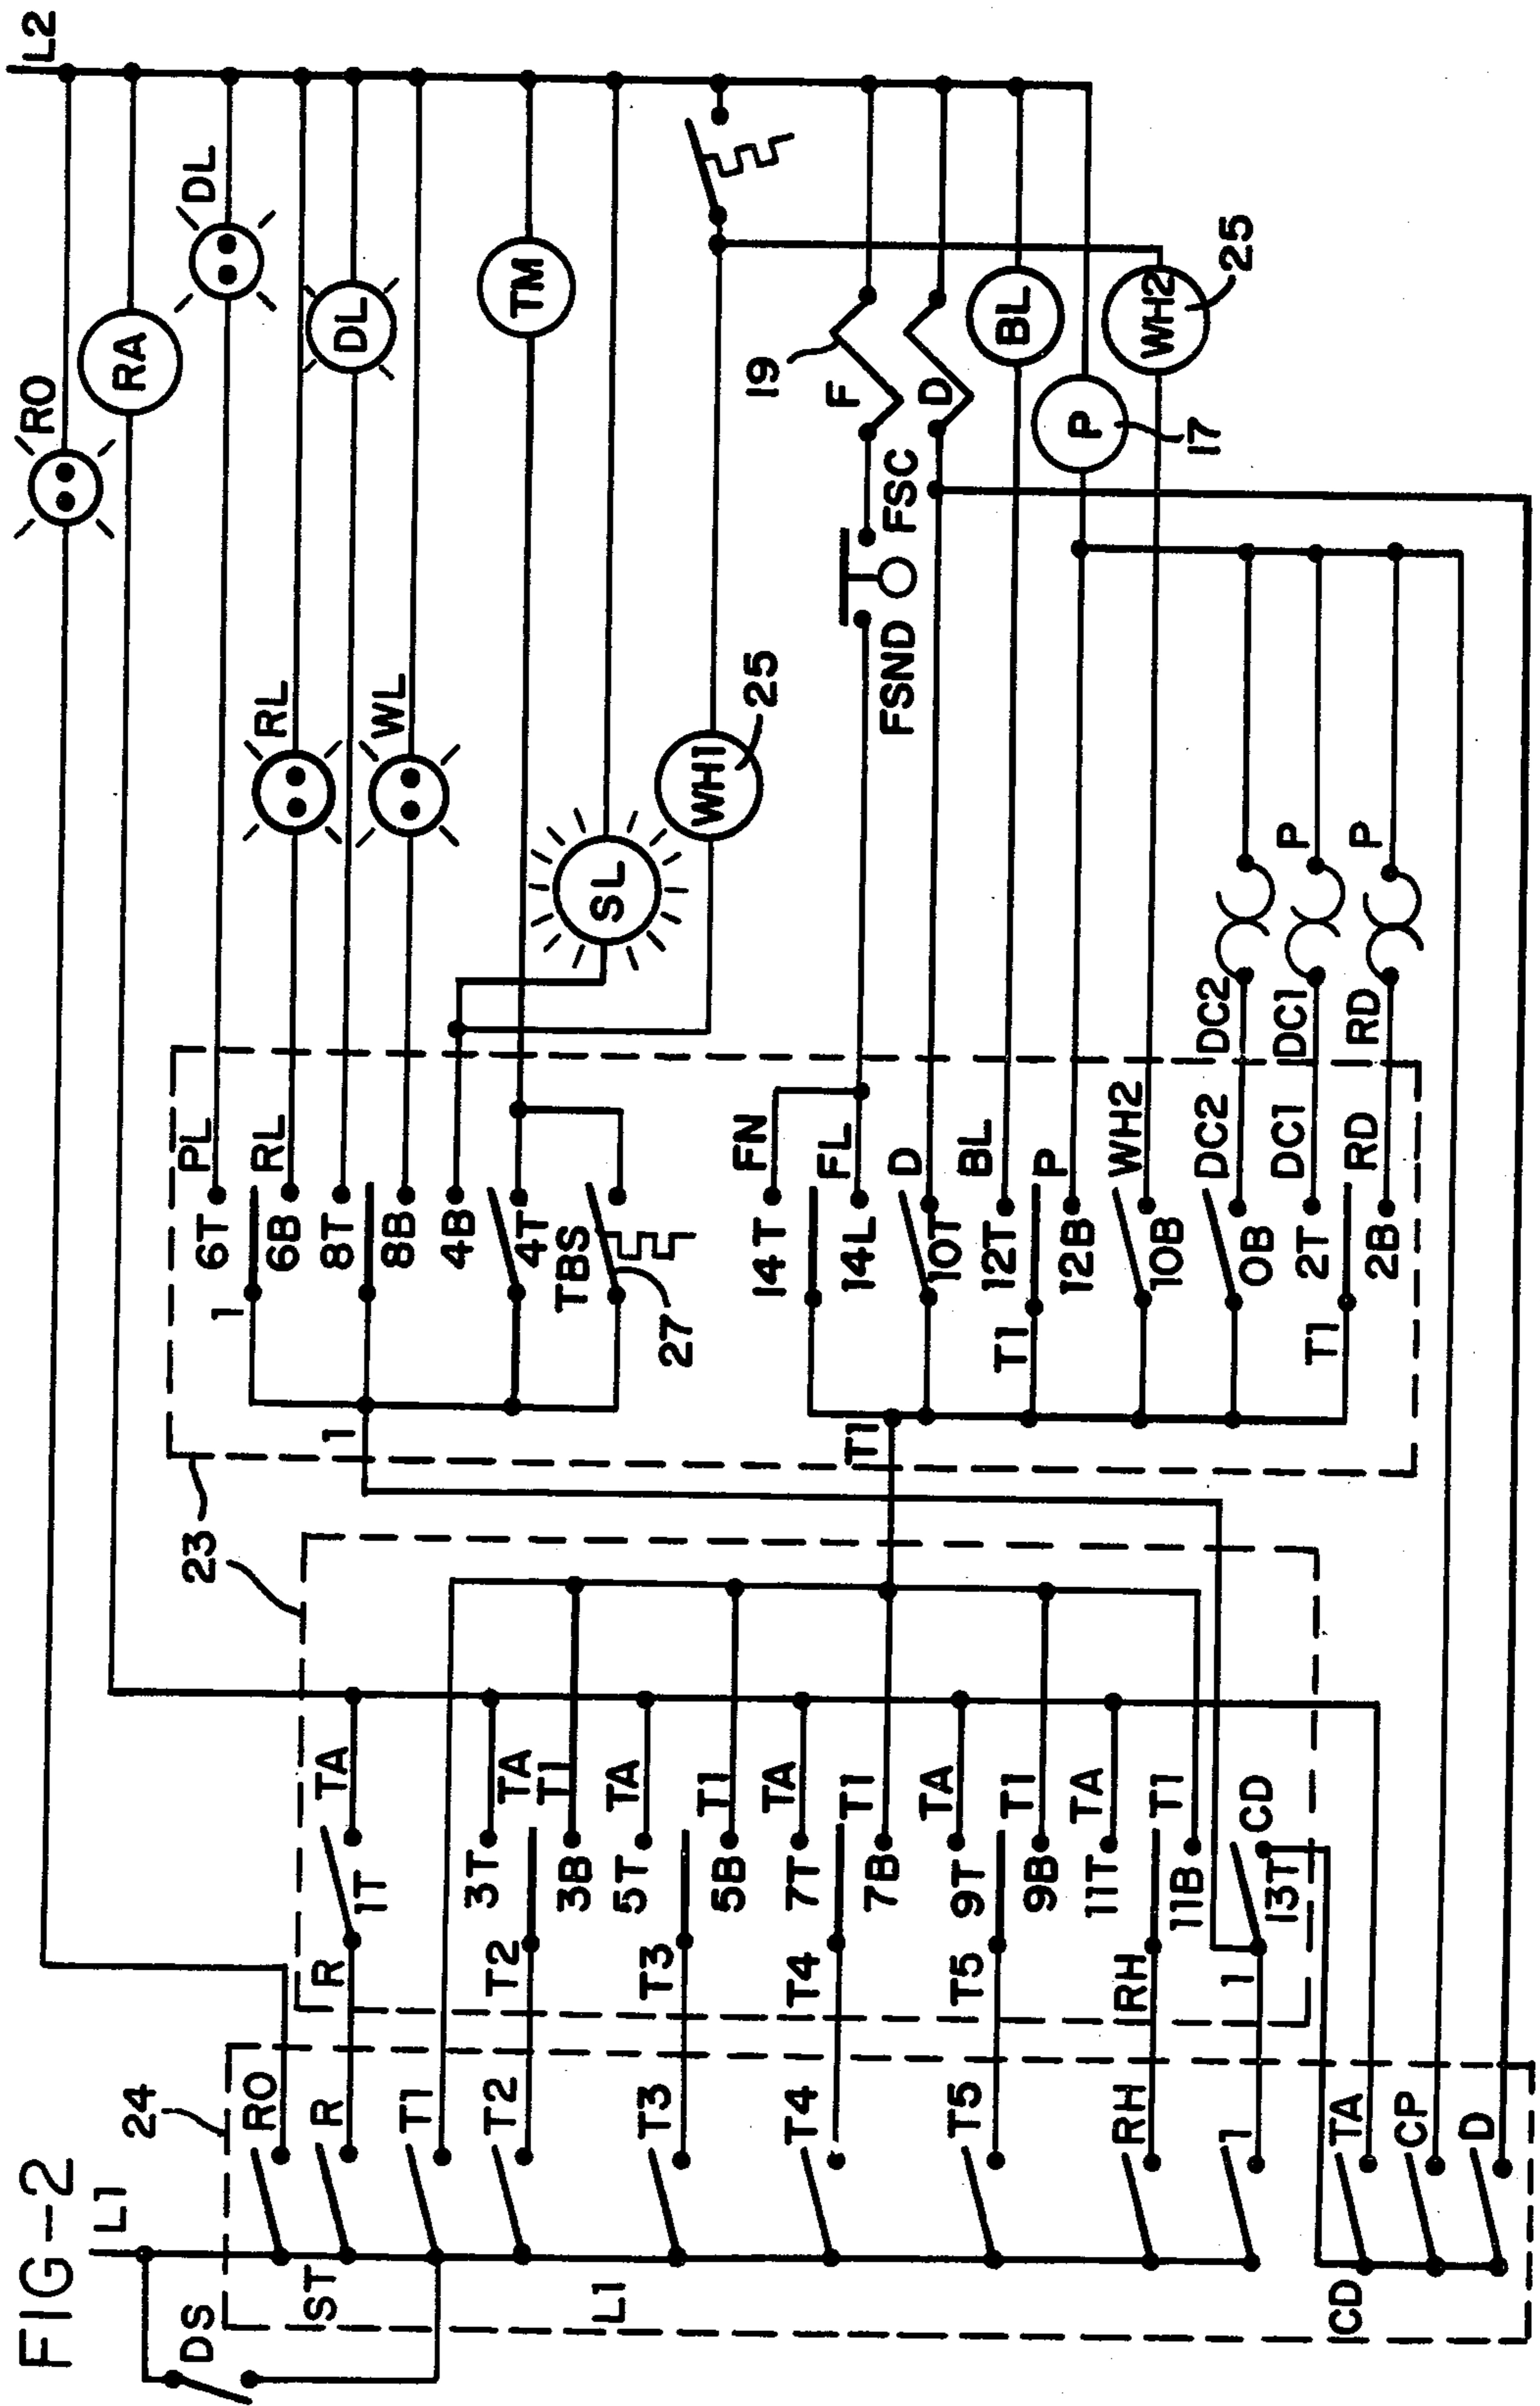 FIG-2
L1
L2
DS
ST
L1
CD
24
RO
R
T1
T2
T3
T4
T5
RH
1
TA
CP
D
23
R
1T
TA
T2
3T
TA
3B
T1
T3
5T
TA
5B
T1
T4
7T
TA
7B
T1
T5
9T
TA
9B
T1
RH
11T
TA
11B
T1
1
13T
CD
1
1
6T
PL
6B
RL
8T
8B
4B
4T
TBS
27
T1
14T
FN
14L
FL
10T
D
T1
12T
BL
12B
P
10B
WH2
0B
DC2
T1
2T
DC1
2B
RD
DC2
DC1
P
RD
P
RO
RA
DL
RL
DL
WL
TM
SL
WH1
25
FSND
FSC
F
19
D
BL
P
17
WH2
25